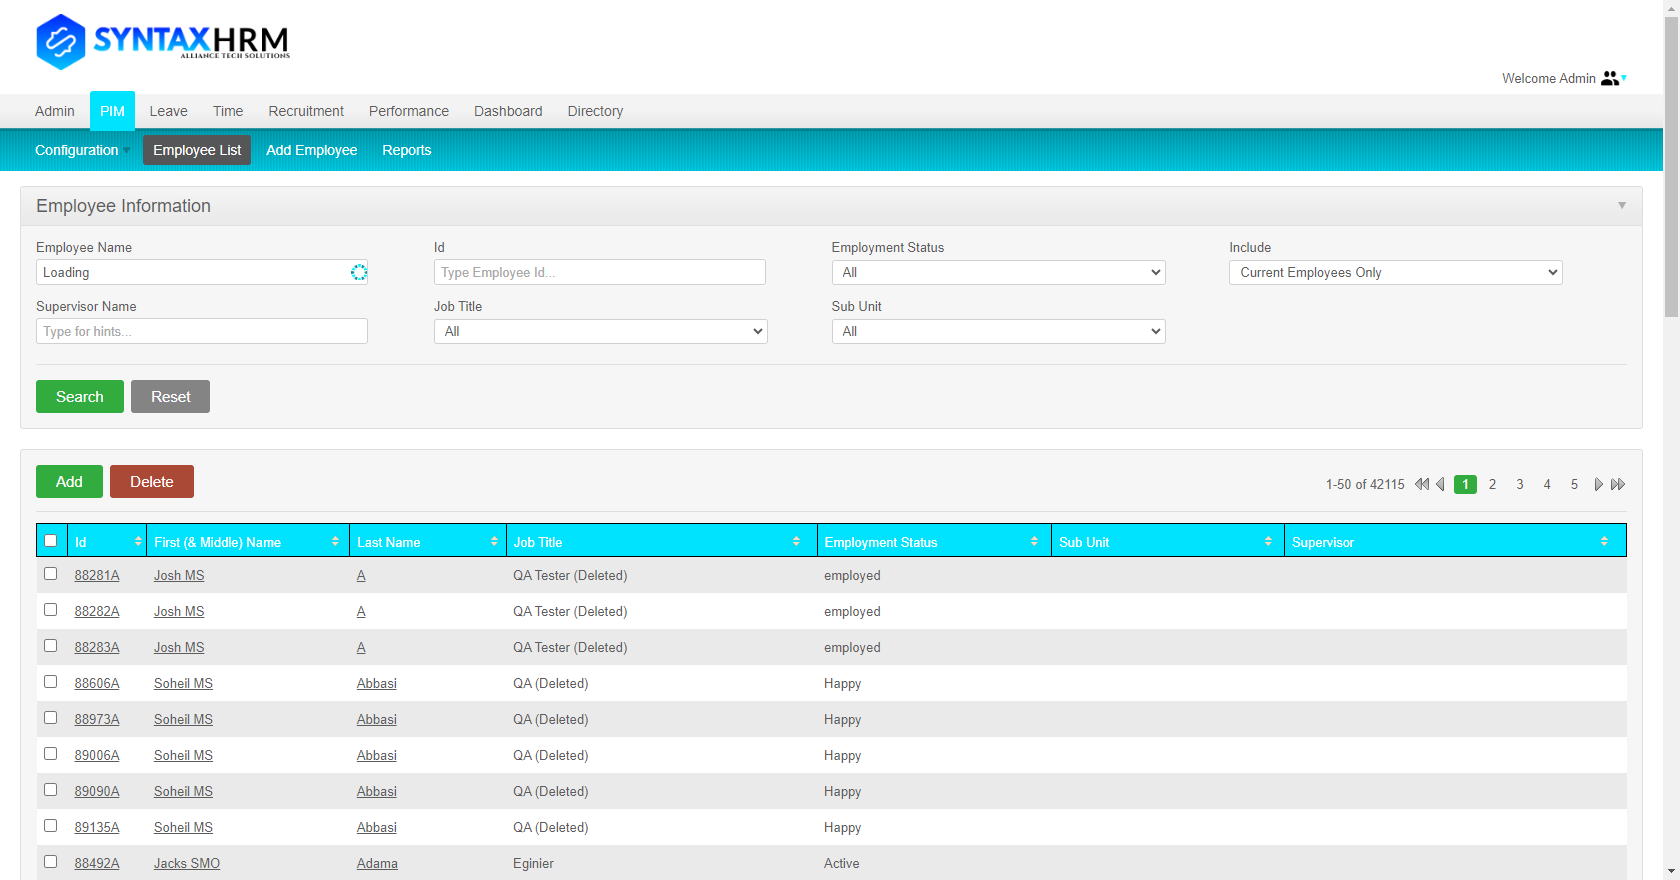 SYNTAXHRM
ALLIANCE TECH SOLUTIONS
Welcome Admin
Admin PIM Leave Time Recruitment Performance Dashboard Directory
Configuration Employee List Add Employee Reports
Employee Information
Employee Name Id Employment Status Include
Loading Type Employee Id... All Current Employees Only
Supervisor Name Job Title Sub Unit
Type for hints... All All
Search Reset
Add Delete 1-50 of 42115 1 2 3 4 5
Id First (& Middle) Name Last Name Job Title Employment Status Sub Unit Supervisor
88281A Josh MS A QA Tester (Deleted) employed
88282A Josh MS A QA Tester (Deleted) employed
88283A Josh MS A QA Tester (Deleted) employed
88606A Soheil MS Abbasi QA (Deleted) Happy
88973A Soheil MS Abbasi QA (Deleted) Happy
89006A Soheil MS Abbasi QA (Deleted) Happy
89090A Soheil MS Abbasi QA (Deleted) Happy
89135A Soheil MS Abbasi QA (Deleted) Happy
88492A Jacks SMO Adama Eginier Active